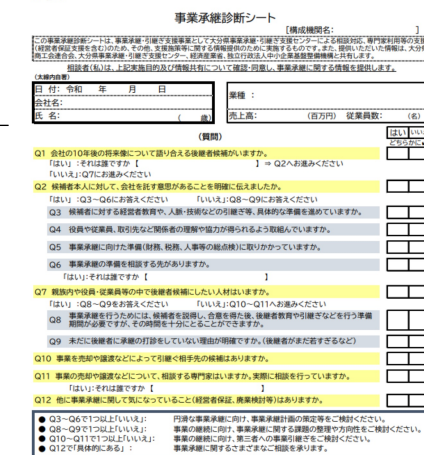 事業承継診断シート
[構成機関名:　　　]
この事業承継診断シートは、事業承継・引継ぎ支援事業として大分県事業承継・引継ぎ支援センターによる相談対応、専門家利用等の支援
(経営者保証支援を含む)のため、その他、支援施策等に関する情報提供のために実施するものです。また、提供いただいた情報は、大分
商工会連合会、大分県事業承継・引継ぎ支援センター、経済産業省、独立行政法人中小企業基盤整備機構と共有します。
相談者(私)は、上記実施目的及び情報共有について確認・同意し、事業承継に関する情報を提供します。
(太線内自署)
日 付: 令和　年　月　日
業種 :
会社名:
氏 名:　(　歳)
売上高:　(百万円)　従業員数:　(名)
(質問)
はい いい
どちらかに
Q1 会社の10年後の将来像について語り合える後継者候補がいますか。
「はい」:それは誰ですか 【　】 ⇒ Q2へお進みください
「いいえ」:Q7にお進みください
Q2 候補者本人に対して、会社を託す意思があることを明確に伝えましたか。
「はい」:Q3~Q6にお答えください　「いいえ」:Q8~Q9にお答えください
Q3 候補者に対する経営者教育や、人脈・技術などの引継ぎ等、具体的な準備を進めていますか。
Q4 役員や従業員、取引先など関係者の理解や協力が得られるよう取組んでいますか。
Q5 事業承継に向けた準備(財務、税務、人事等の総点検)に取りかかっていますか。
Q6 事業承継の準備を相談する先がありますか。
「はい」:それは誰ですか 【　】
Q7 親族内や役員・従業員等の中で後継者候補にしたい人材はいますか。
「はい」:Q8~Q9をお答えください　「いいえ」:Q10~Q11へお進みください
Q8 事業承継を行うためには、候補者を説得し、合意を得た後、後継者教育や引継ぎなどを行う準備
期間が必要ですが、その時間を十分にとることができますか。
Q9 未だに後継者に承継の打診をしていない理由が明確ですか。(後継者がまだ若すぎるなど)
Q10 事業を売却や譲渡などによって引継ぐ相手先の候補はありますか。
Q11 事業の売却や譲渡などについて、相談する専門家はいますか。実際に相談を行っていますか。
「はい」:それは誰ですか 【　】
Q12 他に事業承継に関して気になっていること(経営者保証、廃業検討等)はありますか。
● Q3~Q6で1つ以上「いいえ」:　円滑な事業承継に向け、事業承継計画の策定等をご検討ください。
● Q8~Q9で1つ以上「いいえ」:　事業の継続に向け、事業承継に関する課題の整理や方向性をご検討ください。
● Q10~Q11で1つ以上「いいえ」:　事業の継続に向け、第三者への事業引継ぎをご検討ください。
● Q12で「具体的にある」:　事業承継に関するさまざまなご相談を承ります。